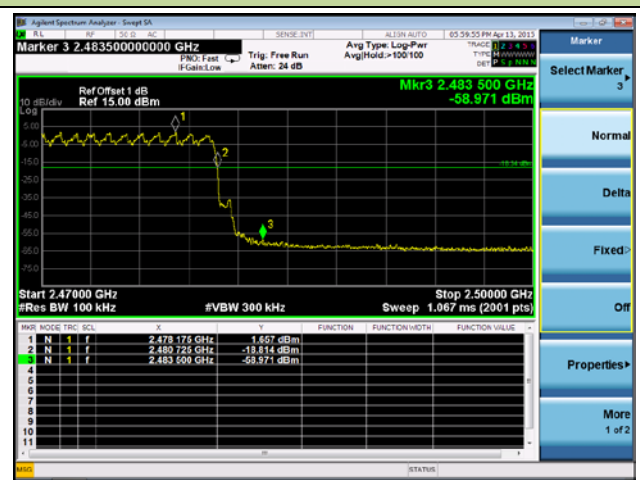 Agilent Spectrum Analyzer - Swept SA
RL RF 50 Ω AC SENSE:INT ALIGN AUTO 05:59:55 PM Apr 13, 2015
Marker 3 2.483500000000 GHz
PNO: Fast
IFGain:Low
Trig: Free Run
Atten: 24 dB
Avg Type: Log-Pwr
Avg|Hold:>100/100
TRACE 1 2 3 4 5 6
TYPE
DET P S
Ref Offset 1 dB
10 dB/div Ref 15.00 dBm
Log
Mkr3 2.483 500 GHz
-58.971 dBm
5.00
-5.00
-15.0
-25.0
-35.0
-55.0
-65.0
-75.0
1
2
3
Start 2.47000 GHz
Stop 2.50000 GHz
#Res BW 100 kHz #VBW 300 kHz Sweep 1.067 ms (2001 pts)
MKR MODE TRC SCL X Y FUNCTION FUNCTION WIDTH FUNCTION VALUE
1 N 1 f 2.478 175 GHz 1.657 dBm
2 N 1 f 2.480 725 GHz -18.814 dBm
3 N 1 f 2.483 500 GHz -58.971 dBm
4
5
6
7
8
9
10
11
MSG STATUS
Marker
Select Marker
3
Normal
Delta
Fixed
Off
Properties
More
1 of 2